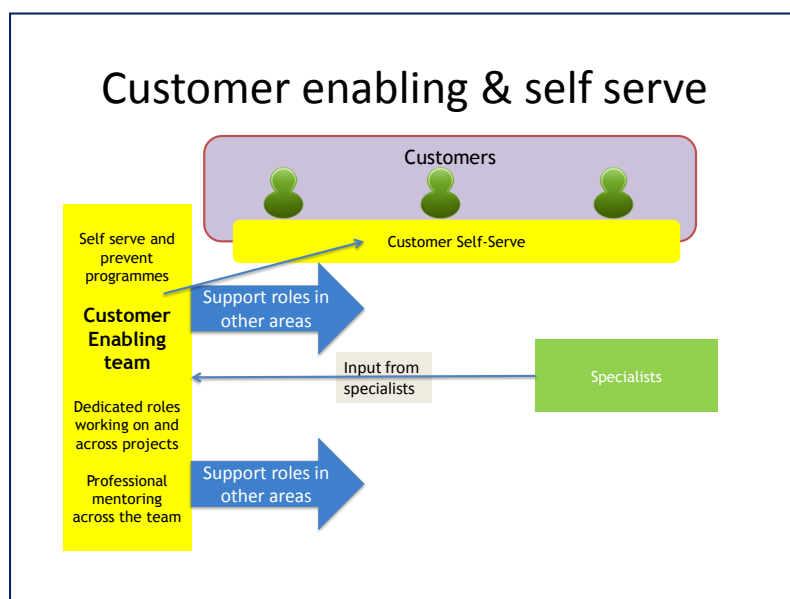 Customer enabling & self serve
Customers
Customer Self-Serve
Self serve and
prevent
programmes
Customer
Enabling
team
Dedicated roles
working on and
across projects
Professional
mentoring
across the team
Support roles in
other areas
Input from
specialists
Specialists
Support roles in
other areas